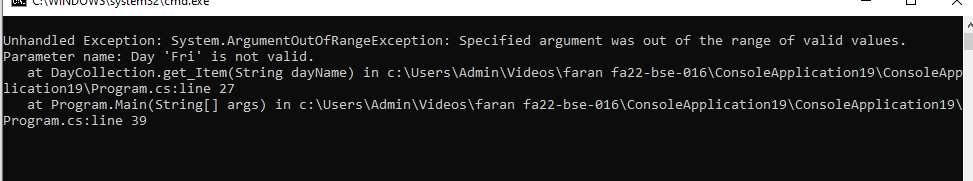 C:\WINDOWS\system32\cmd.exe
Unhandled Exception: System.ArgumentOutOfRangeException: Specified argument was out of the range of valid values.
Parameter name: Day 'Fri' is not valid.
   at DayCollection.get_Item(String dayName) in c:\Users\Admin\Videos\faran fa22-bse-016\ConsoleApplication19\ConsoleApp
lication19\Program.cs:line 27
   at Program.Main(String[] args) in c:\Users\Admin\Videos\faran fa22-bse-016\ConsoleApplication19\ConsoleApplication19\
Program.cs:line 39